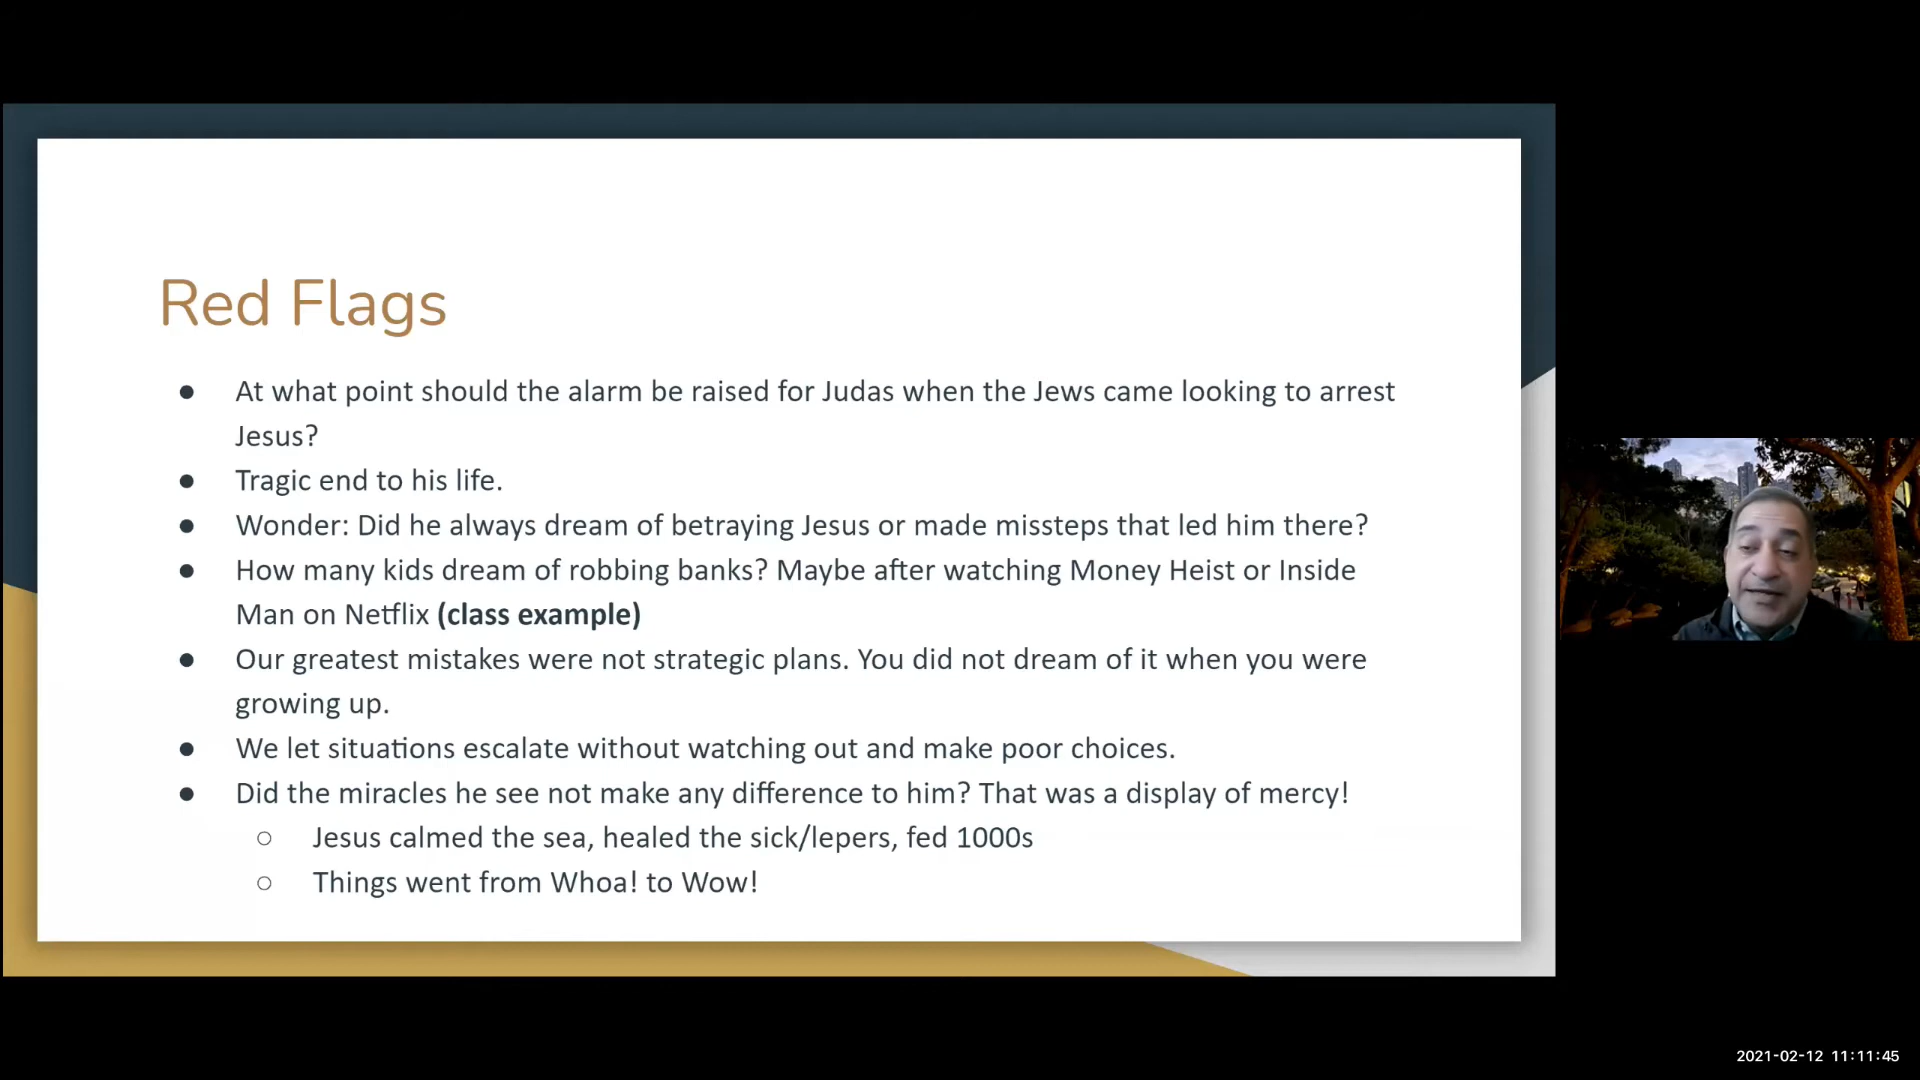 Red Flags
● At what point should the alarm be raised for Judas when the Jews came looking to arrest
Jesus?
● Tragic end to his life.
● Wonder: Did he always dream of betraying Jesus or made missteps that led him there?
● How many kids dream of robbing banks? Maybe after watching Money Heist or Inside
Man on Netflix (class example)
● Our greatest mistakes were not strategic plans. You did not dream of it when you were
growing up.
● We let situations escalate without watching out and make poor choices.
● Did the miracles he see not make any difference to him? That was a display of mercy!
○ Jesus calmed the sea, healed the sick/lepers, fed 1000s
○ Things went from Whoa! to Wow!
2021-02-12 11:11:45